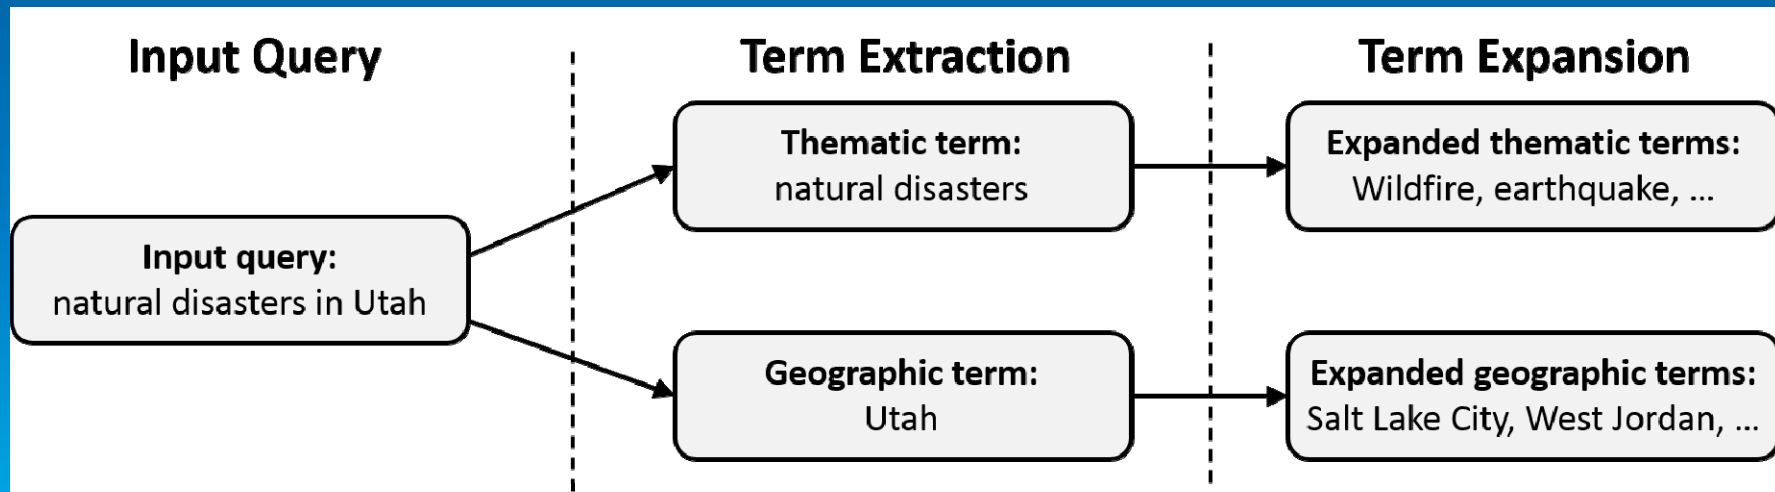 Input Query
Term Extraction
Term Expansion
Input query:
natural disasters in Utah
Thematic term:
natural disasters
Geographic term:
Utah
Expanded thematic terms:
Wildfire, earthquake, ...
Expanded geographic terms:
Salt Lake City, West Jordan, ...